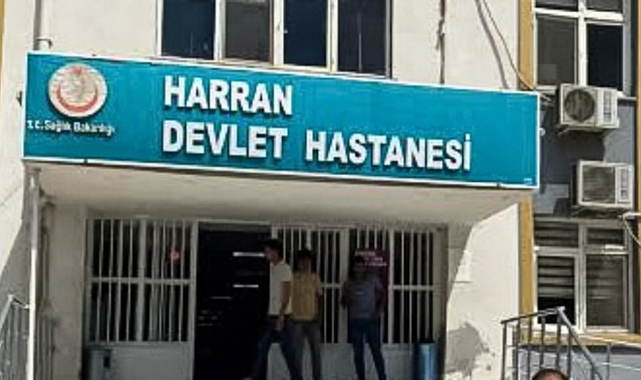 HARRAN
DEVLET HASTANESİ
T.C. Sağlık Bakanlığı